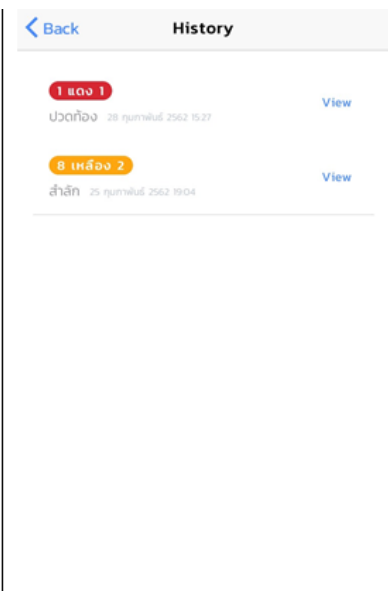 Back History
1 แดง 1
View
ปวดท้อง 28 กุมภาพันธ์ 2562 15:27
8 เหลือง 2
View
สำลัก 25 กุมภาพันธ์ 2562 19:04